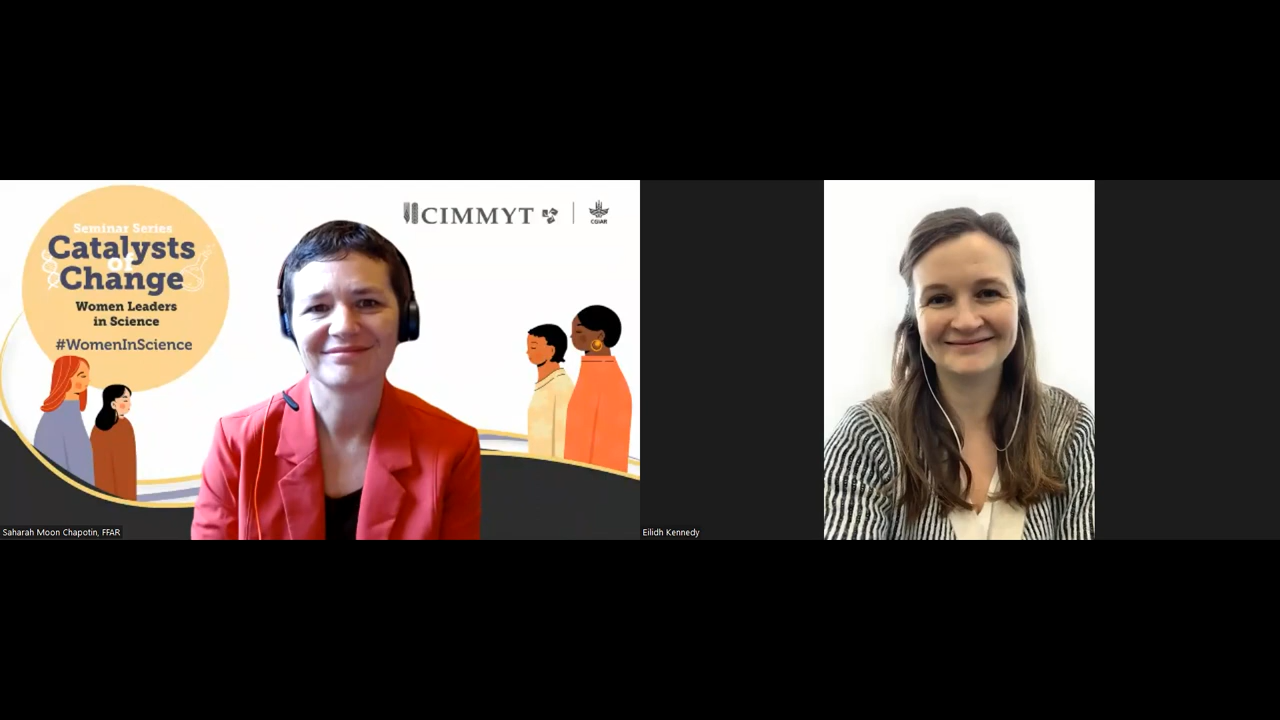 Seminar Series
Catalysts
of
Change
Women Leaders
in Science
#WomenInScience
CIMMYT
CGIAR
Saharah Moon Chapotin, FFAR
Eilidh Kennedy